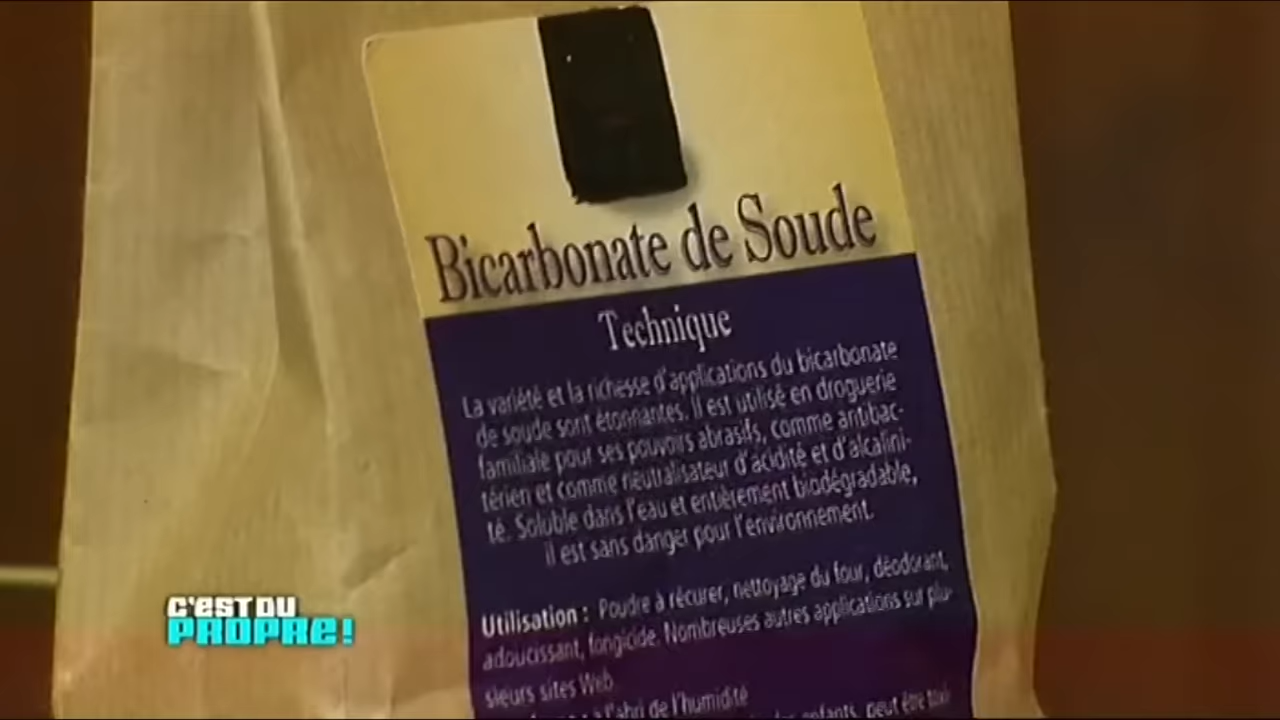 Bicarbonate de Soude
Technique
La variété et la richesse d'applications du bicarbonate
de soude sont étonnantes. Il est utilisé en droguerie
familiale pour ses pouvoirs abrasifs, comme antibac-
térien et comme neutralisateur d'acidité et d'alcalini-
té. Soluble dans l'eau et entièrement biodégradable,
il est sans danger pour l'environnement.
Utilisation : Poudre à récurer, nettoyage du four, déodorant,
adoucissant, fongicide. Nombreuses autres applications sur plu-
sieurs sites Web
à l'abri de l'humidité
enfants, peut être
C'EST DU
PROPRE!